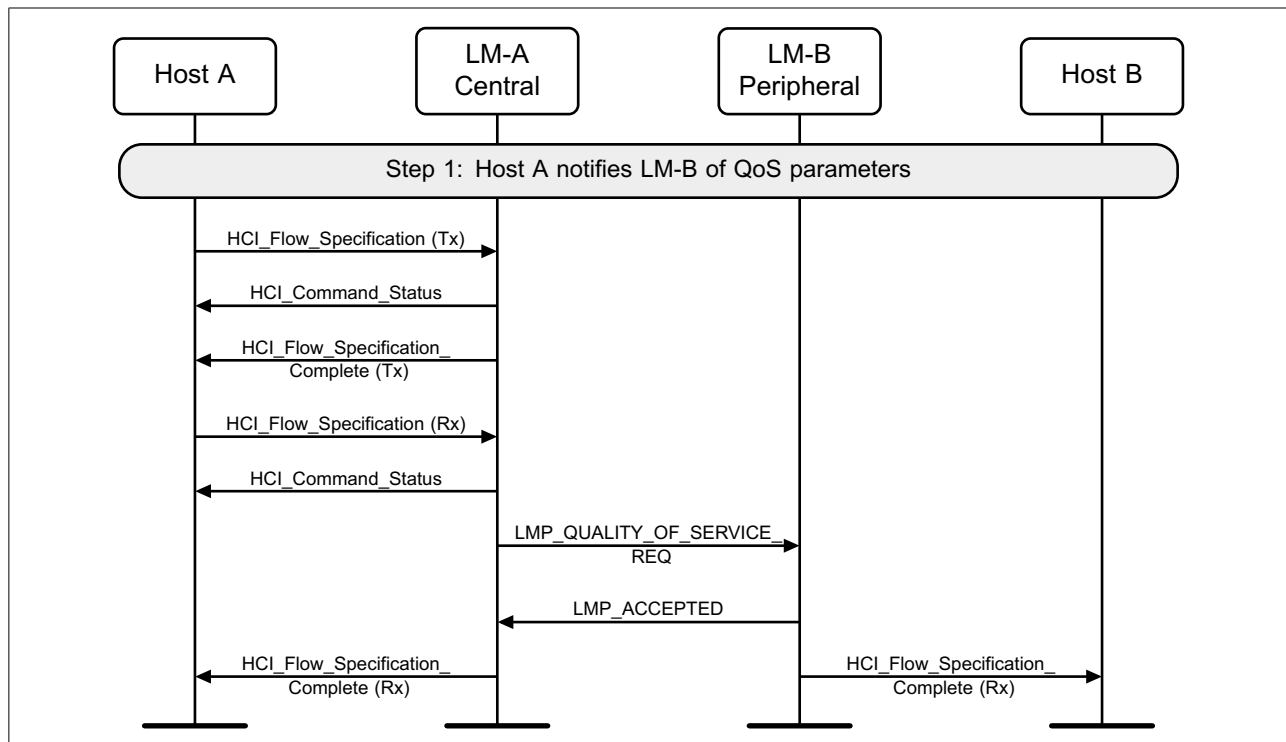 Host A
LM-A
Central
LM-B
Peripheral
Host B
Step 1: Host A notifies LM-B of QoS parameters
HCI_Flow_Specification (Tx)
HCI_Command_Status
HCI_Flow_Specification_
Complete (Tx)
HCI_Flow_Specification (Rx)
HCI_Command_Status
LMP_QUALITY_OF_SERVICE_
REQ
LMP_ACCEPTED
HCI_Flow_Specification_
Complete (Rx)
HCI_Flow_Specification_
Complete (Rx)